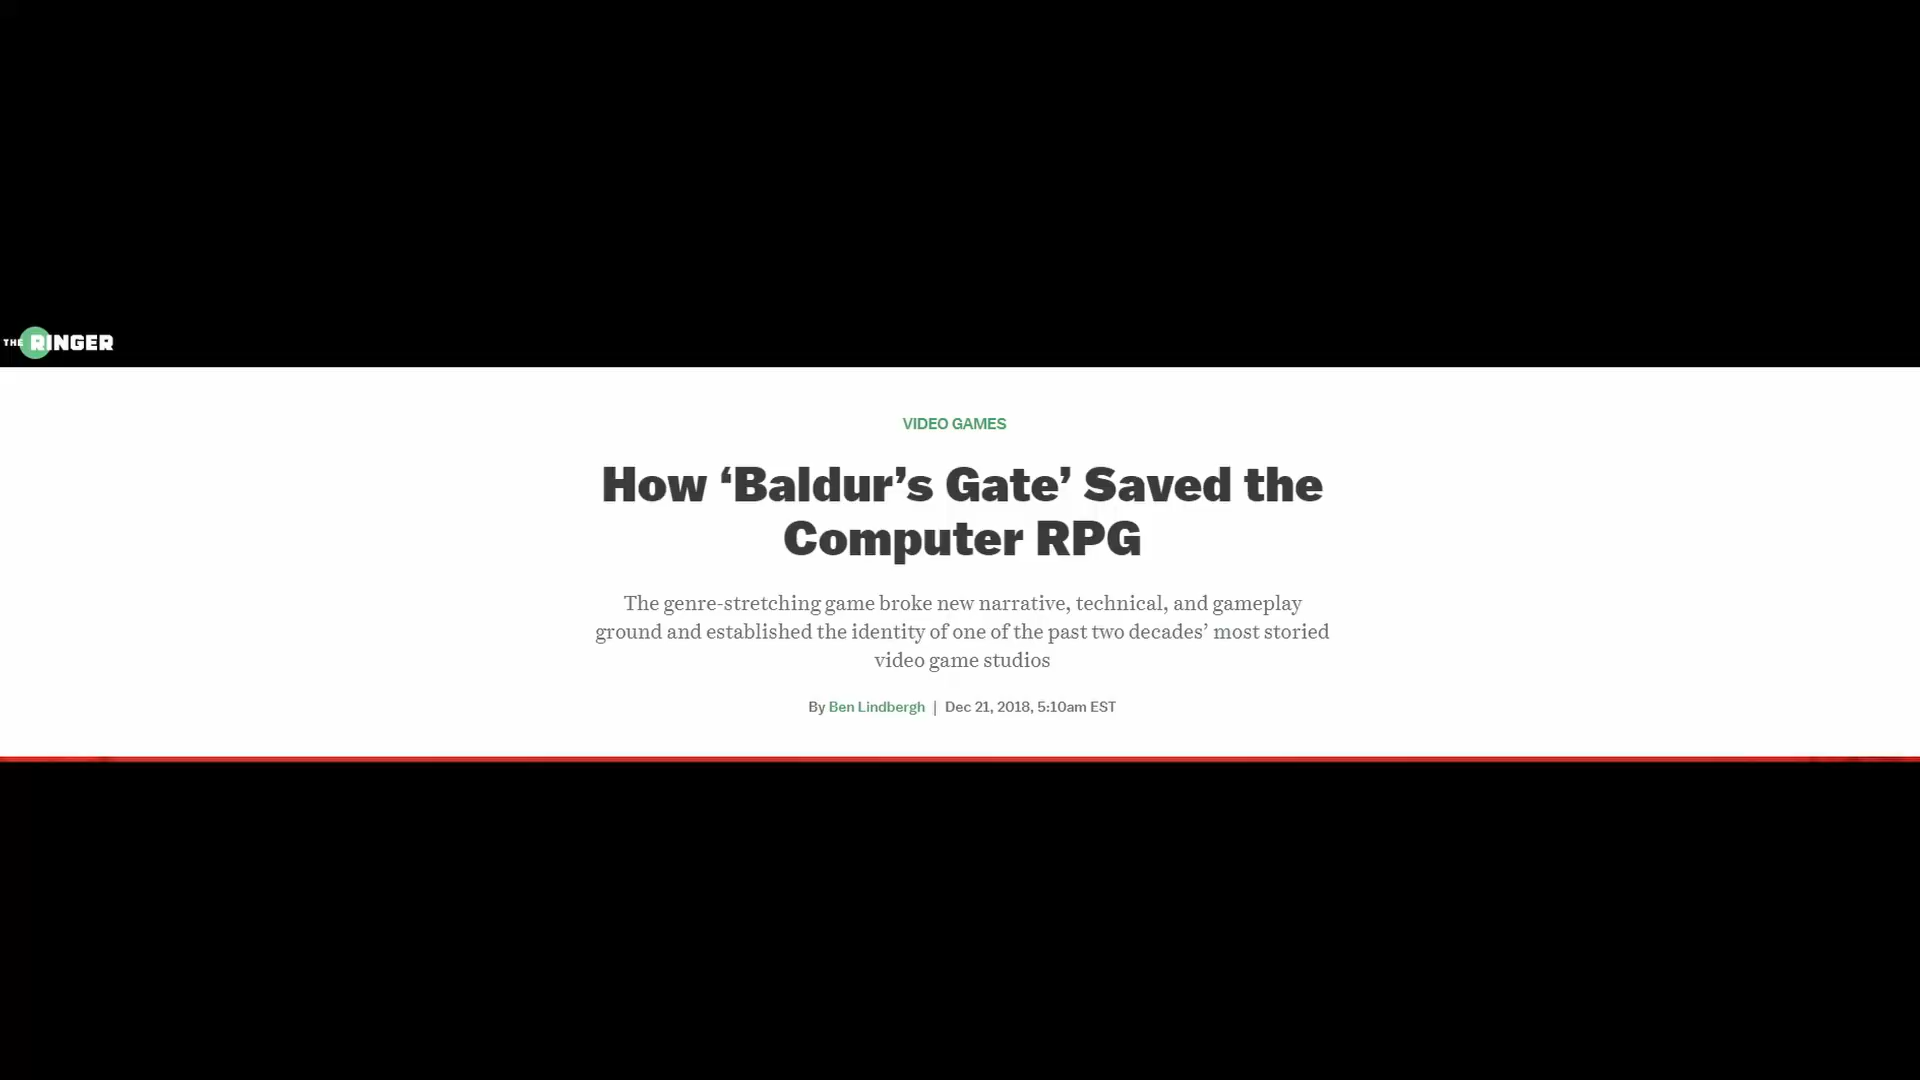 THE RINGER
VIDEO GAMES
How ‘Baldur’s Gate’ Saved the
Computer RPG
The genre-stretching game broke new narrative, technical, and gameplay
ground and established the identity of one of the past two decades’ most storied
video game studios
By Ben Lindbergh | Dec 21, 2018, 5:10am EST